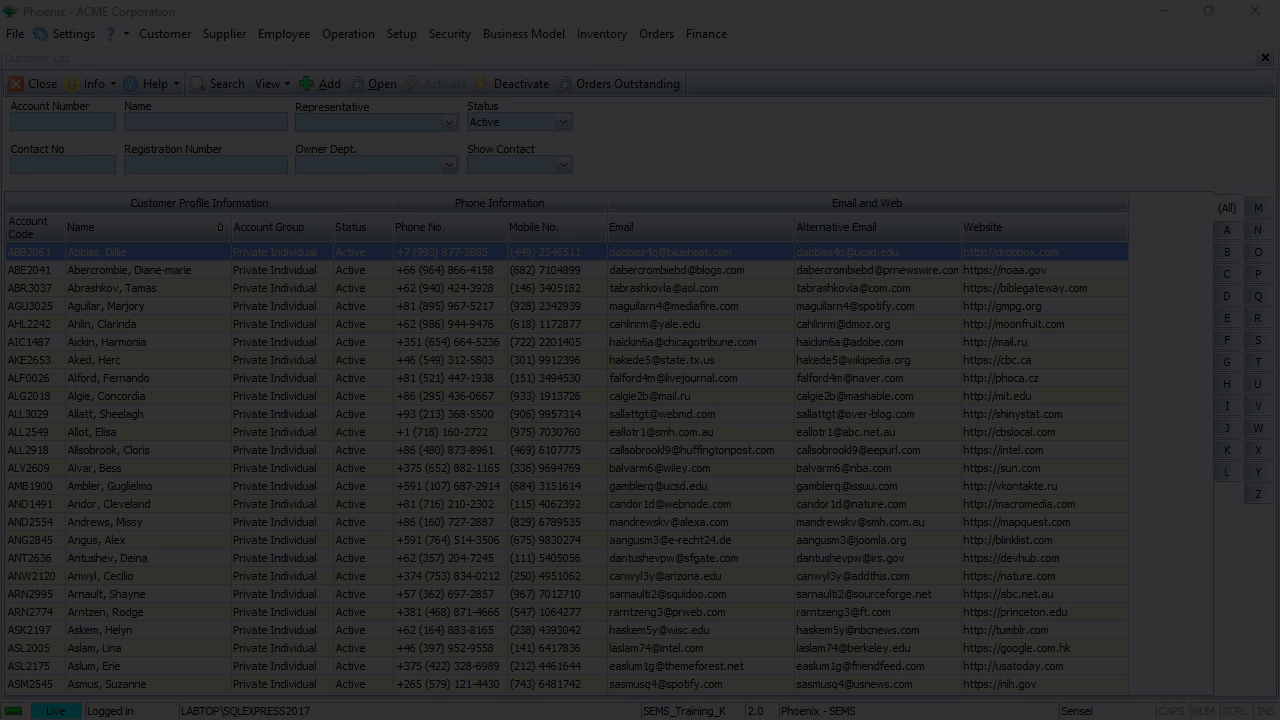 Phoenix - ACME Corporation
File Settings ? Customer Supplier Employee Operation Setup Security Business Model Inventory Orders Finance
Customer List
Close Info Help Search View Add Open Activate Deactivate Orders Outstanding
Account Number Name Representative Status
Active
Contact No Registration Number Owner Dept. Show Contact
Customer Profile Information Phone Information Email and Web
Account Code Name Account Group Status Phone No. Mobile No. Email Alternative Email Website
ABB2061 Abbiss, Dillie Private Individual Active +7 (993) 877-2685 (449) 2546511 dabbiss4q@bluehost.com dabbiss4q@ucsd.edu http://dropbox.com
ABE2041 Abercrombie, Diane-marie Private Individual Active +66 (964) 866-4158 (682) 7104899 dabercrombiebd@blogs.com dabercrombiebd@prnewswire.com https://noaa.gov
ABR3037 Abrashkov, Tamas Private Individual Active +62 (940) 424-3928 (146) 3405182 tabrashkovla@aol.com tabrashkovla@com.com https://biblegateway.com
AGU3025 Aguilar, Marjory Private Individual Active +81 (895) 967-5217 (928) 2342939 maguilarn4@mediafire.com maguilarn4@spotify.com http://gmpg.org
AHL2242 Ahlin, Clarinda Private Individual Active +62 (986) 944-9476 (618) 1172877 cahlinrm@yale.edu cahlinrm@dmoz.org http://moonfruit.com
AIC1487 Aickin, Harmonia Private Individual Active +351 (654) 664-5236 (722) 2201405 haickin6a@chicagotribune.com haickin6a@adobe.com http://mail.ru
AKE2653 Aked, Herc Private Individual Active +46 (549) 312-5803 (301) 9912396 hakede5@state.tx.us hakede5@wikipedia.org https://cbc.ca
ALF0026 Alford, Fernando Private Individual Active +81 (521) 447-1938 (151) 3494530 falford4m@livejournal.com falford4m@naver.com http://phoca.cz
ALG2018 Algie, Concordia Private Individual Active +86 (295) 436-0667 (933) 1913726 calgie2b@mail.ru calgie2b@mashable.com http://mit.edu
ALL3029 Allatt, Sheelagh Private Individual Active +93 (213) 368-5500 (906) 9957314 sallattgt@webmd.com sallattgt@over-blog.com http://shinystat.com
ALL2549 Allot, Elisa Private Individual Active +1 (718) 160-2722 (975) 7030760 eallotr1@smh.com.au eallotr1@abc.net.au http://cbslocal.com
ALL2918 Allsobrook, Cloris Private Individual Active +86 (480) 873-8961 (469) 6107775 callsobrookl9@huffingtonpost.com callsobrookl9@eepurl.com https://intel.com
ALV2609 Alvar, Bess Private Individual Active +375 (652) 882-1165 (336) 9694769 balvarm6@wiley.com balvarm6@nba.com https://sun.com
AMB1900 Ambler, Guglielmo Private Individual Active +591 (107) 687-2914 (684) 3151614 gamblerq@ucsd.edu gamblerq@issuu.com http://vkontakte.ru
AND1491 Andor, Cleveland Private Individual Active +81 (716) 210-2302 (115) 4062392 candor1d@webnode.com candor1d@nature.com http://macromedia.com
AND2554 Andrews, Missy Private Individual Active +86 (160) 727-2887 (829) 6789535 mandrewskv@alexa.com mandrewskv@smh.com.au https://mapquest.com
ANG2845 Angus, Alex Private Individual Active +591 (764) 514-3506 (675) 9830274 aangusm3@e-recht24.de aangusm3@joomla.org http://blinklist.com
ANT2636 Antushev, Deina Private Individual Active +62 (357) 204-7245 (111) 5405056 dantushevpw@sfgate.com dantushevpw@irs.gov https://devhub.com
ANW2120 Anwyl, Cecilio Private Individual Active +374 (753) 834-0212 (250) 4951062 canwyl3y@arizona.edu canwyl3y@addthis.com https://nature.com
ARN2995 Arnault, Shayne Private Individual Active +57 (362) 697-2857 (967) 7012710 sarnaulti2@squidoo.com sarnaulti2@sourceforge.net https://abc.net.au
ARN2774 Arntzen, Rodge Private Individual Active +381 (468) 871-4666 (547) 1064277 rarntzeng3@prweb.com rarntzeng3@ft.com https://princeton.edu
ASK2197 Askem, Helyn Private Individual Active +62 (164) 883-8165 (238) 4393042 haskem5y@wisc.edu haskem5y@nbcnews.com http://tumblr.com
ASL2005 Aslam, Lina Private Individual Active +46 (397) 952-9558 (141) 6417836 laslam74@intel.com laslam74@berkeley.edu https://google.com.hk
ASL2175 Aslum, Erie Private Individual Active +375 (422) 328-6989 (212) 4461644 easlum1g@themeforest.net easlum1g@friendfeed.com http://usatoday.com
ASM2545 Asmus, Suzanne Private Individual Active +265 (579) 121-4430 (743) 6481742 sasmusq4@spotify.com sasmusq4@usnews.com https://nih.gov
(All) M
A N
B O
C P
D Q
E R
F S
G T
H U
I V
J W
K X
L Y
Z
Live Logged in LABTOP\SQLEXPRESS2017 SEMS_Training_K 2.0 Phoenix - SEMS Sensei CAPS NUM SCRL INS